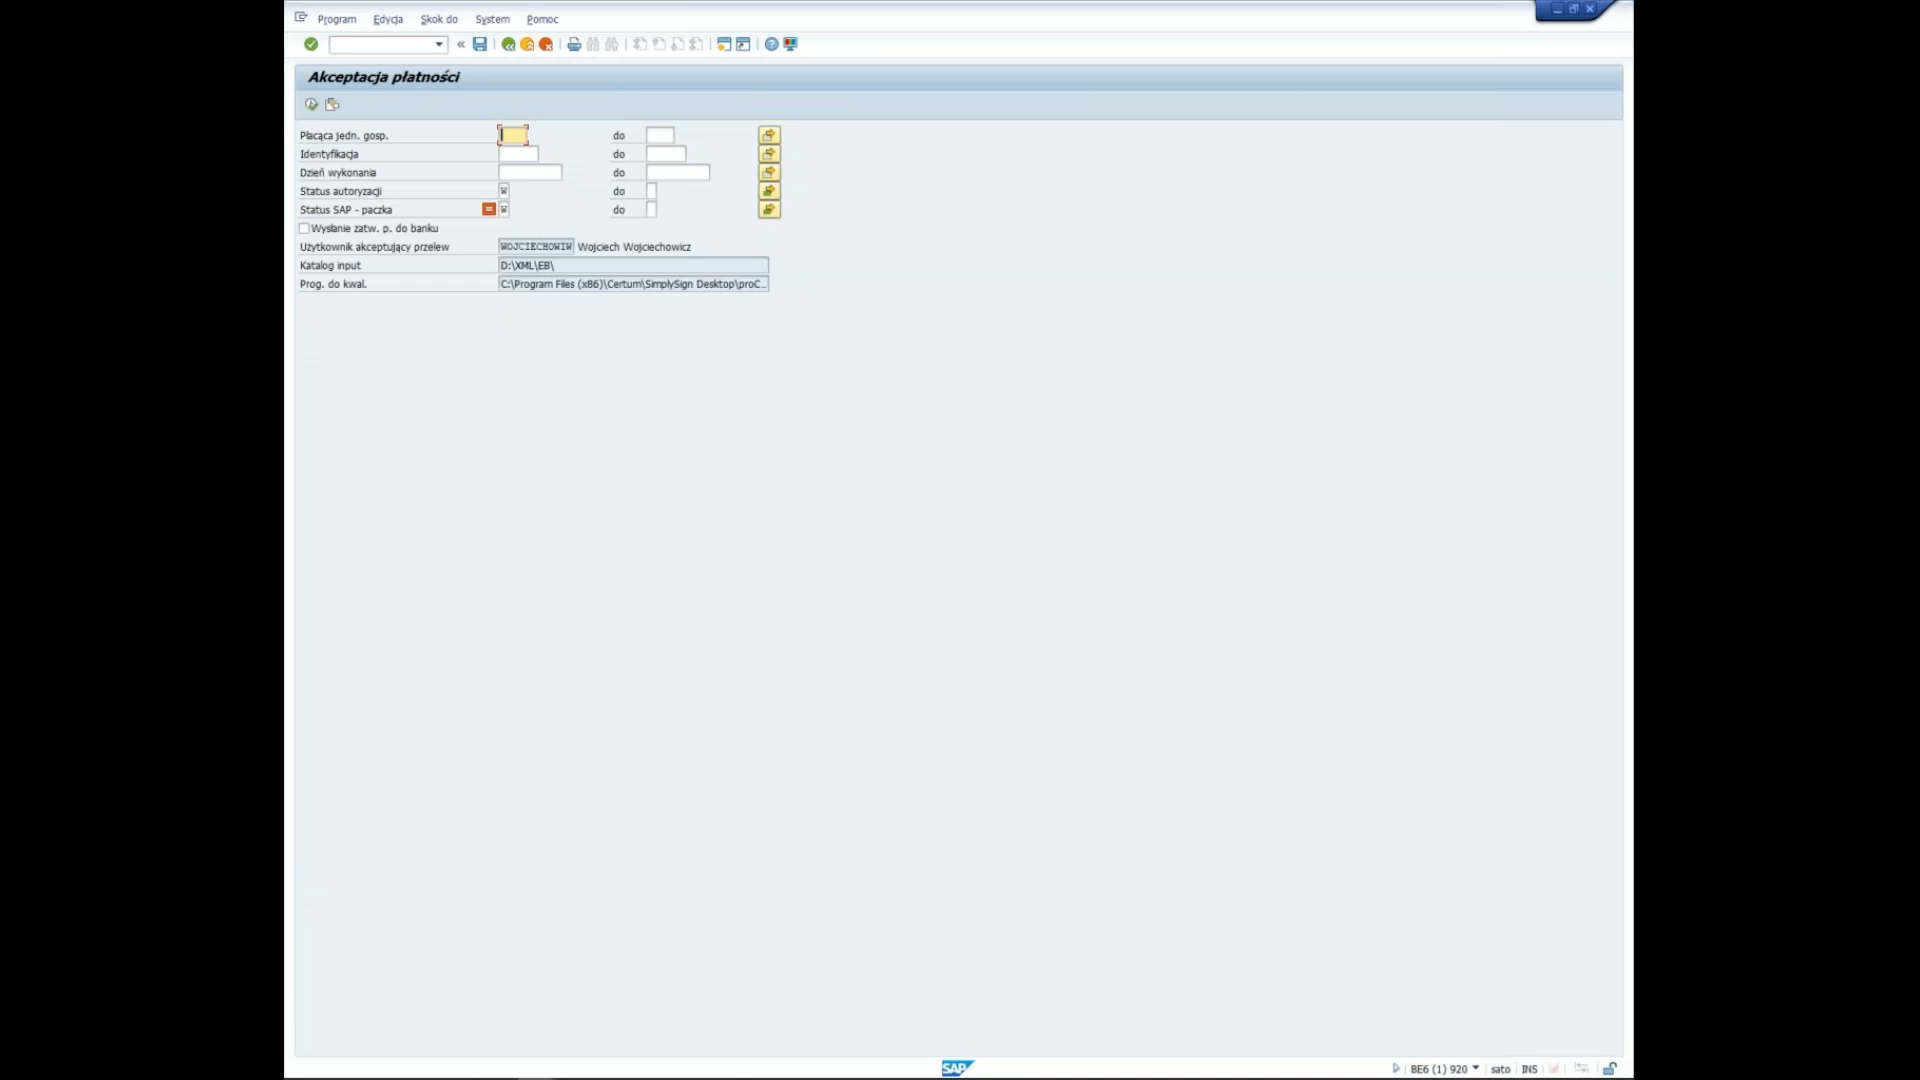 Program Edycja Skok do System Pomoc
Akceptacja płatności
Płacąca jedn. gosp. do
Identyfikacja do
Dzień wykonania do
Status autoryzacji do
Status SAP - paczka = do
Wysłanie zatw. p. do banku
Użytkownik akceptujący przelew WOJCIECHOWIW Wojciech Wojciechowicz
Katalog input D:\XML\EB\
Prog. do kwal. C:\Program Files (x86)\Certum\SimplySign Desktop\proC..
SAP BE6 (1) 920 sato INS